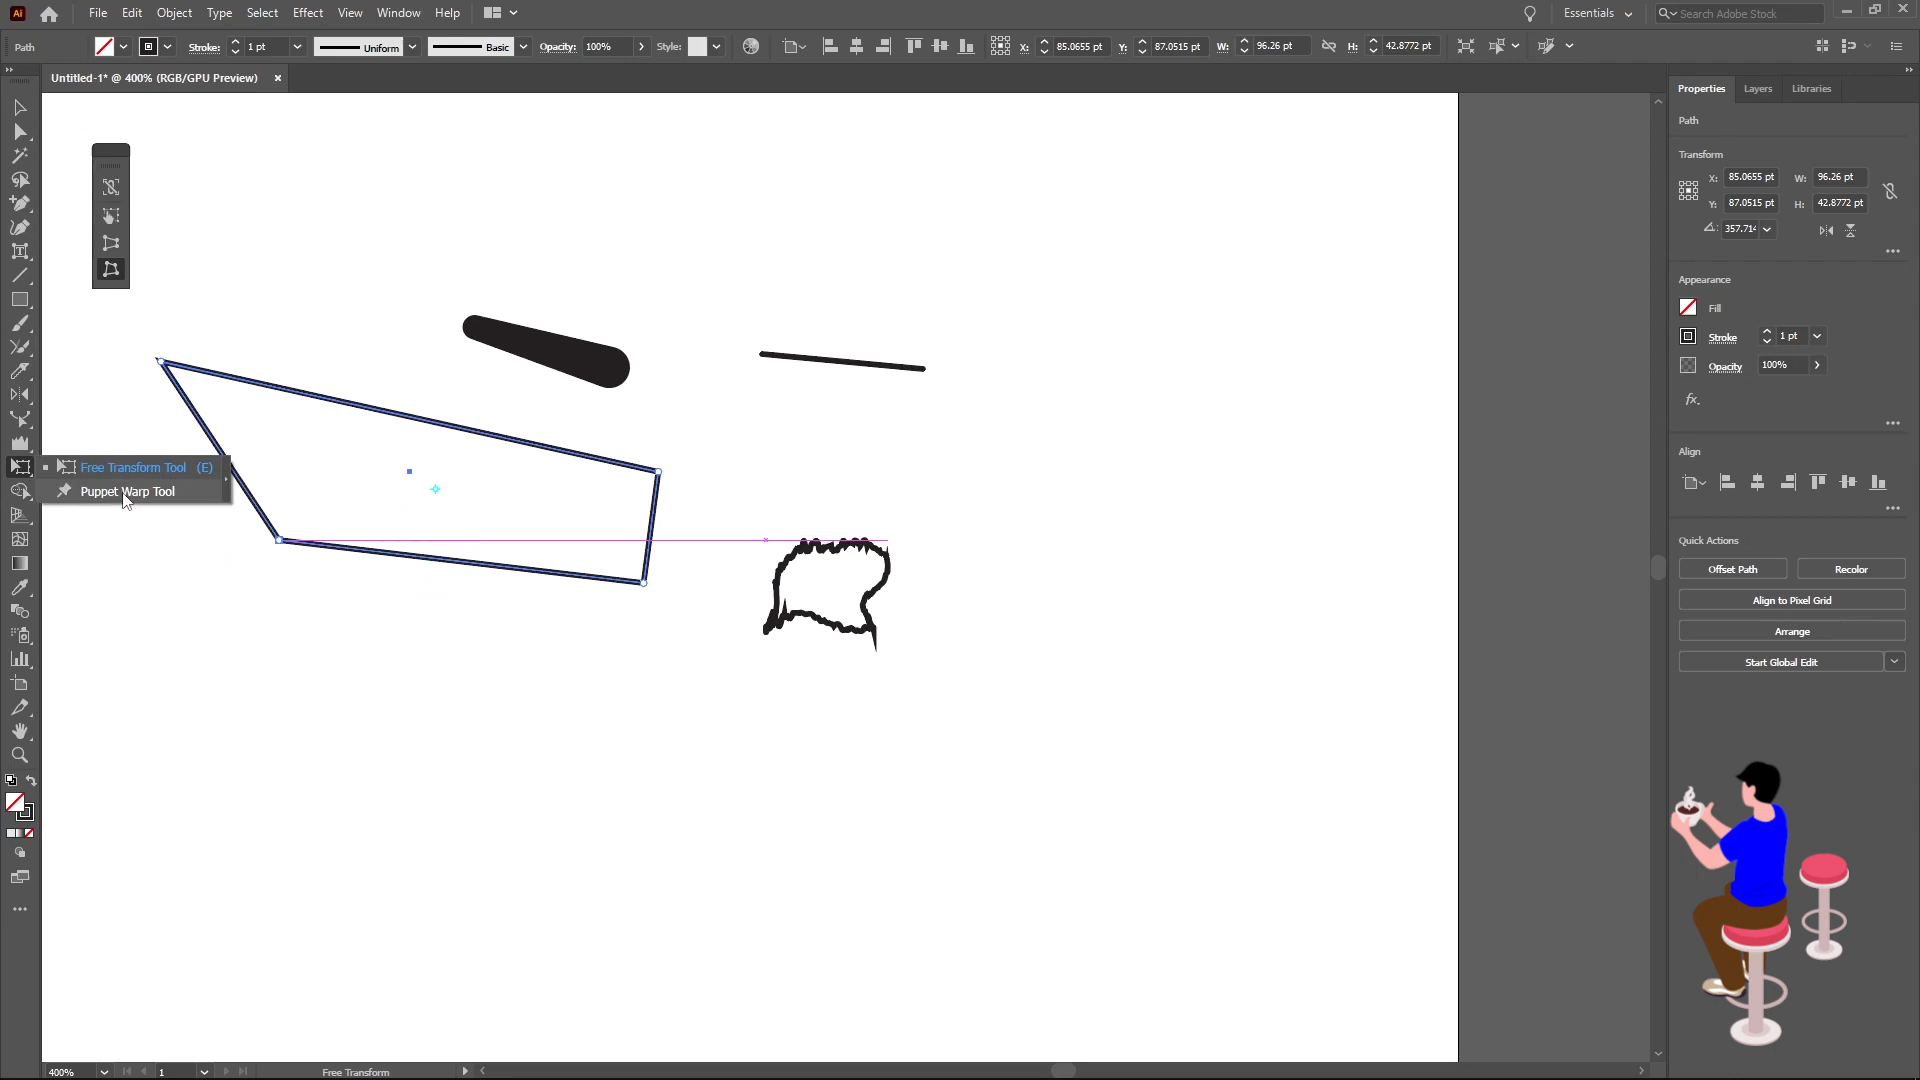 Ai File Edit Object Type Select Effect View Window Help Essentials Search Adobe Stock
Path Stroke: 1 pt Uniform Basic Opacity: 100% Style: X: 85.0655 pt Y: 87.0515 pt W: 96.26 pt H: 42.8772 pt
Untitled-1* @ 400% (RGB/GPU Preview)
Properties Layers Libraries
Path
Transform
X: 85.0655 pt W: 96.26 pt
Y: 87.0515 pt H: 42.8772 pt
357.714
Appearance
Fill
Stroke 1 pt
Opacity 100%
fx.
Align
Free Transform Tool (E)
Puppet Warp Tool
Quick Actions
Offset Path Recolor
Align to Pixel Grid
Arrange
Start Global Edit
400% 1 Free Transform